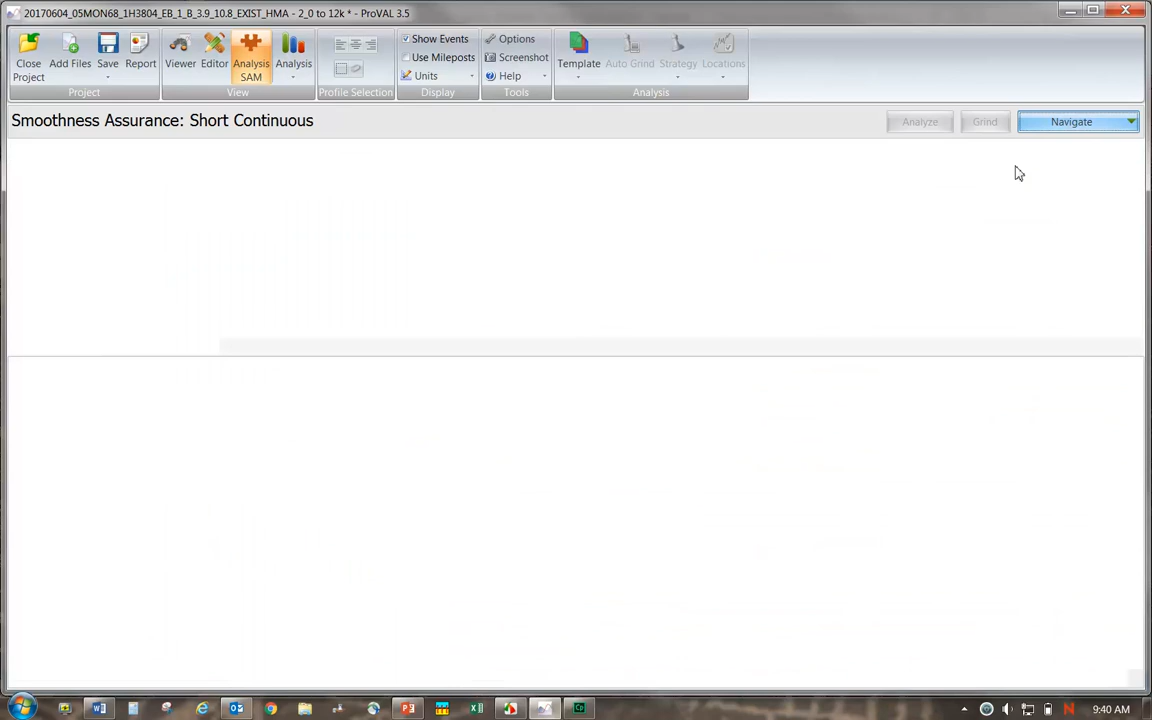 20170604_05MON68_1H3804_EB_1_B_3.9_10.8_EXIST_HMA - 2_0 to 12k * - ProVAL 3.5
Close Project
Add Files
Save
Report
Project
Viewer
Editor
Analysis SAM
Analysis
View
Profile Selection
Show Events
Use Mileposts
Units
Display
Options
Screenshot
Help
Tools
Template
Auto Grind
Strategy
Locations
Analysis
Smoothness Assurance: Short Continuous
Analyze
Grind
Navigate
9:40 AM